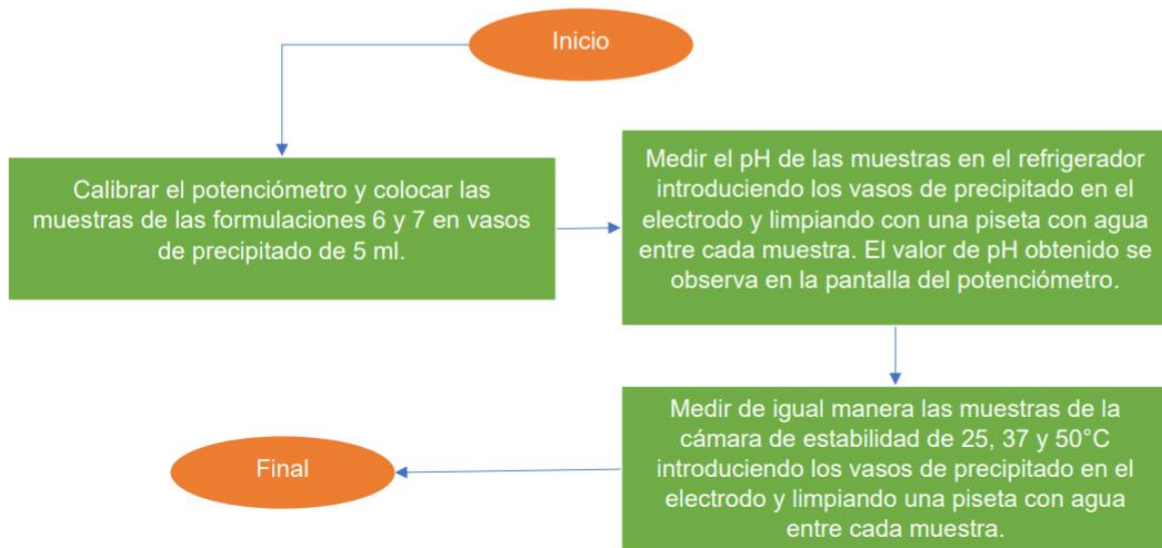 Inicio
Calibrar el potenciómetro y colocar las
muestras de las formulaciones 6 y 7 en vasos
de precipitado de 5 ml.
Medir el pH de las muestras en el refrigerador
introduciendo los vasos de precipitado en el
electrodo y limpiando con una piseta con agua
entre cada muestra. El valor de pH obtenido se
observa en la pantalla del potenciómetro.
Medir de igual manera las muestras de la
cámara de estabilidad de 25, 37 y 50°C
introduciendo los vasos de precipitado en el
electrodo y limpiando una piseta con agua
entre cada muestra.
Final